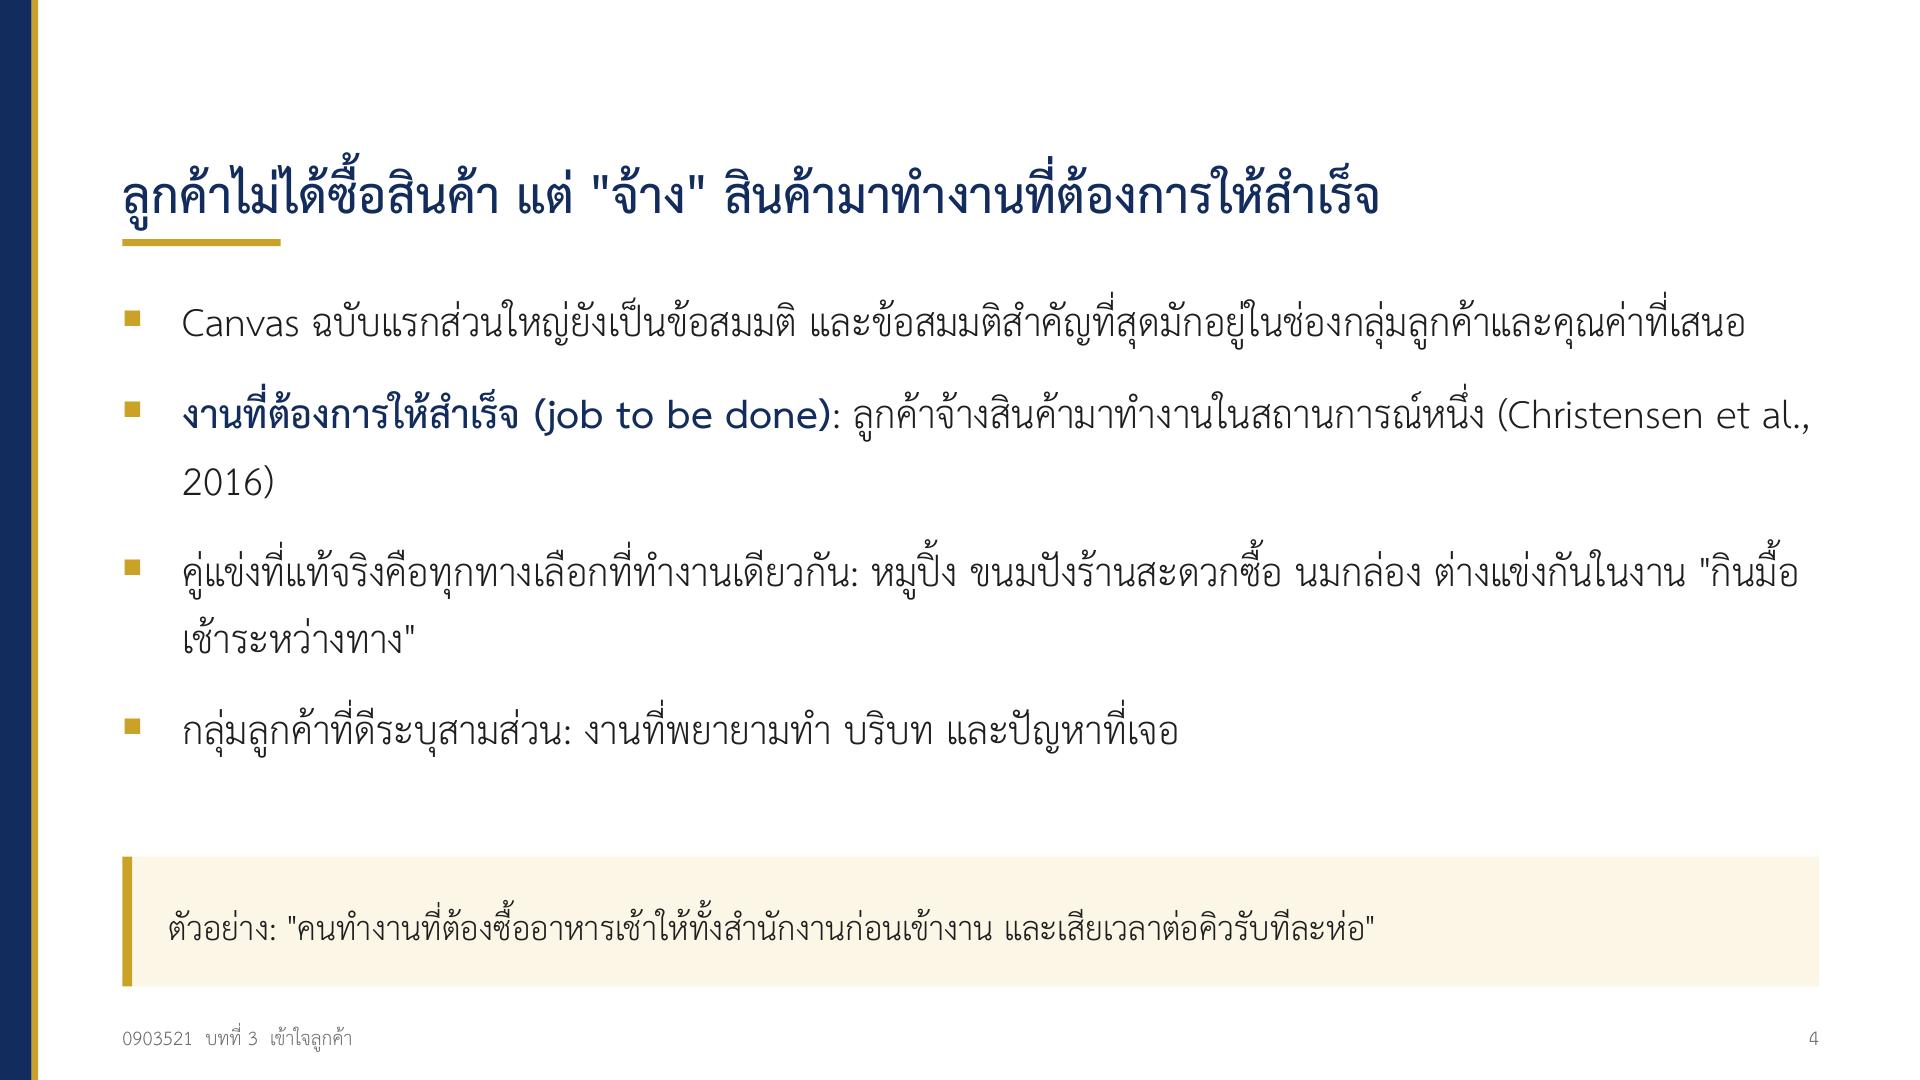 ลูกค้าไม่ได้ซื้อสินค้า แต่ "จ้าง" สินค้ามาทำงานที่ต้องการให้สำเร็จ
Canvas ฉบับแรกส่วนใหญ่ยังเป็นข้อสมมติ และข้อสมมติสำคัญที่สุดมักอยู่ในช่องกลุ่มลูกค้าและคุณค่าที่เสนอ
งานที่ต้องการให้สำเร็จ (job to be done): ลูกค้าจ้างสินค้ามาทำงานในสถานการณ์หนึ่ง (Christensen et al.,
2016)
คู่แข่งที่แท้จริงคือทุกทางเลือกที่ทำงานเดียวกัน: หมูปิ้ง ขนมปังร้านสะดวกซื้อ นมกล่อง ต่างแข่งกันในงาน "กินมื้อ
เช้าระหว่างทาง"
กลุ่มลูกค้าที่ดีระบุสามส่วน: งานที่พยายามทำ บริบท และปัญหาที่เจอ
ตัวอย่าง: "คนทำงานที่ต้องซื้ออาหารเช้าให้ทั้งสำนักงานก่อนเข้างาน และเสียเวลาต่อคิวรับทีละห่อ"
0903521 บทที่ 3 เข้าใจลูกค้า
4